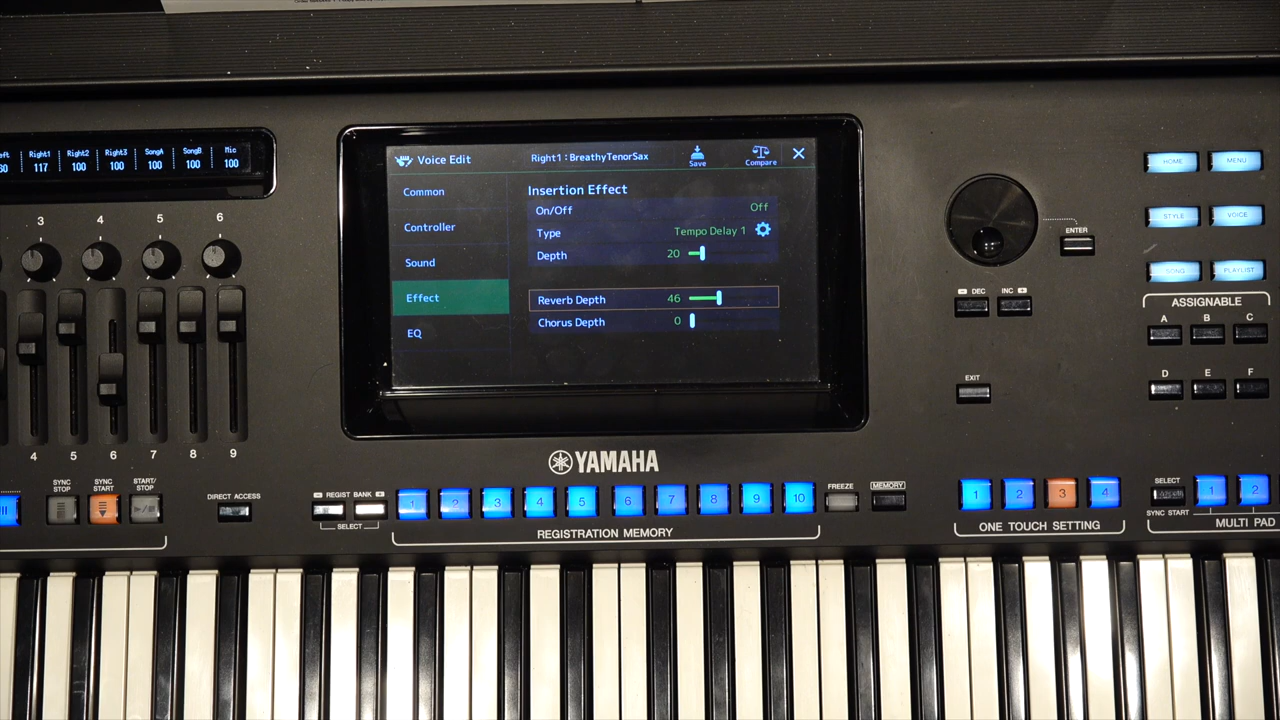 Right1 Right2 Right3 SongA SongB Mic
117 100 100 100 100 100
3 4 5 6
4 5 6 7 8 9
Voice Edit
Right1 : BreathyTenorSax
Save
Compare
Common
Controller
Sound
Effect
EQ
Insertion Effect
On/Off Off
Type Tempo Delay 1
Depth 20
Reverb Depth 46
Chorus Depth 0
YAMAHA
SYNC STOP
SYNC START
START/STOP
DIRECT ACCESS
REGIST BANK
SELECT
1 2 3 4 5 6 7 8 9 10
REGISTRATION MEMORY
FREEZE
MEMORY
ENTER
DEC INC
EXIT
HOME MENU
STYLE VOICE
SONG PLAYLIST
ASSIGNABLE
A B C
D E F
1 2 3 4
ONE TOUCH SETTING
SELECT
SYNC START
1 2
MULTI PAD